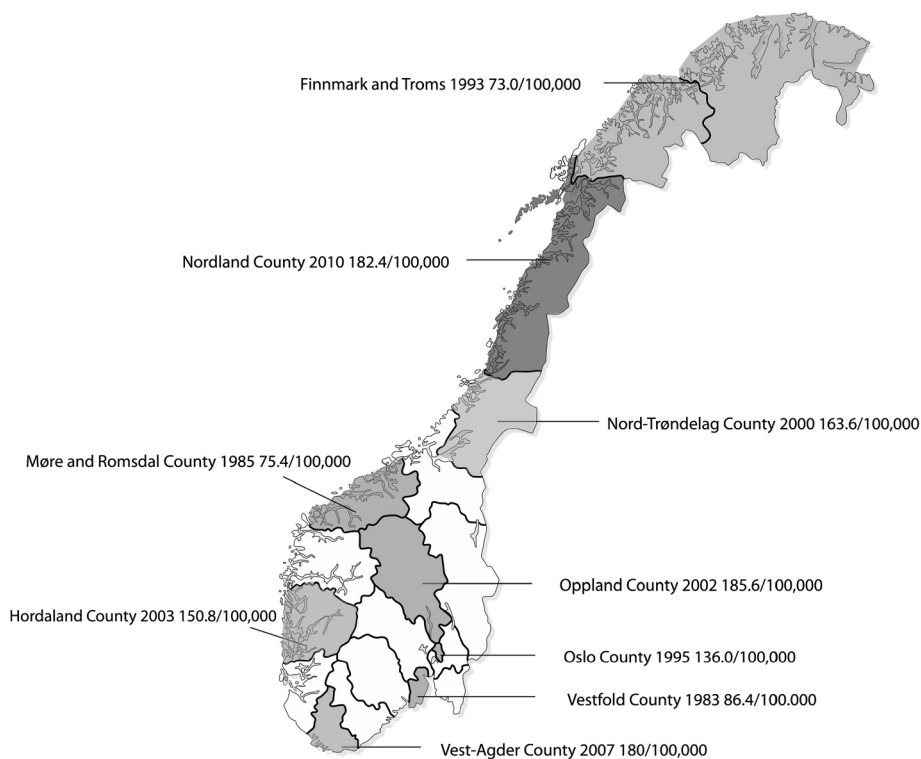 Finnmark and Troms 1993 73.0/100,000
Nordland County 2010 182.4/100,000
Nord-Trøndelag County 2000 163.6/100,000
Møre and Romsdal County 1985 75.4/100,000
Oppland County 2002 185.6/100,000
Hordaland County 2003 150.8/100,000
Oslo County 1995 136.0/100,000
Vestfold County 1983 86.4/100.000
Vest-Agder County 2007 180/100,000